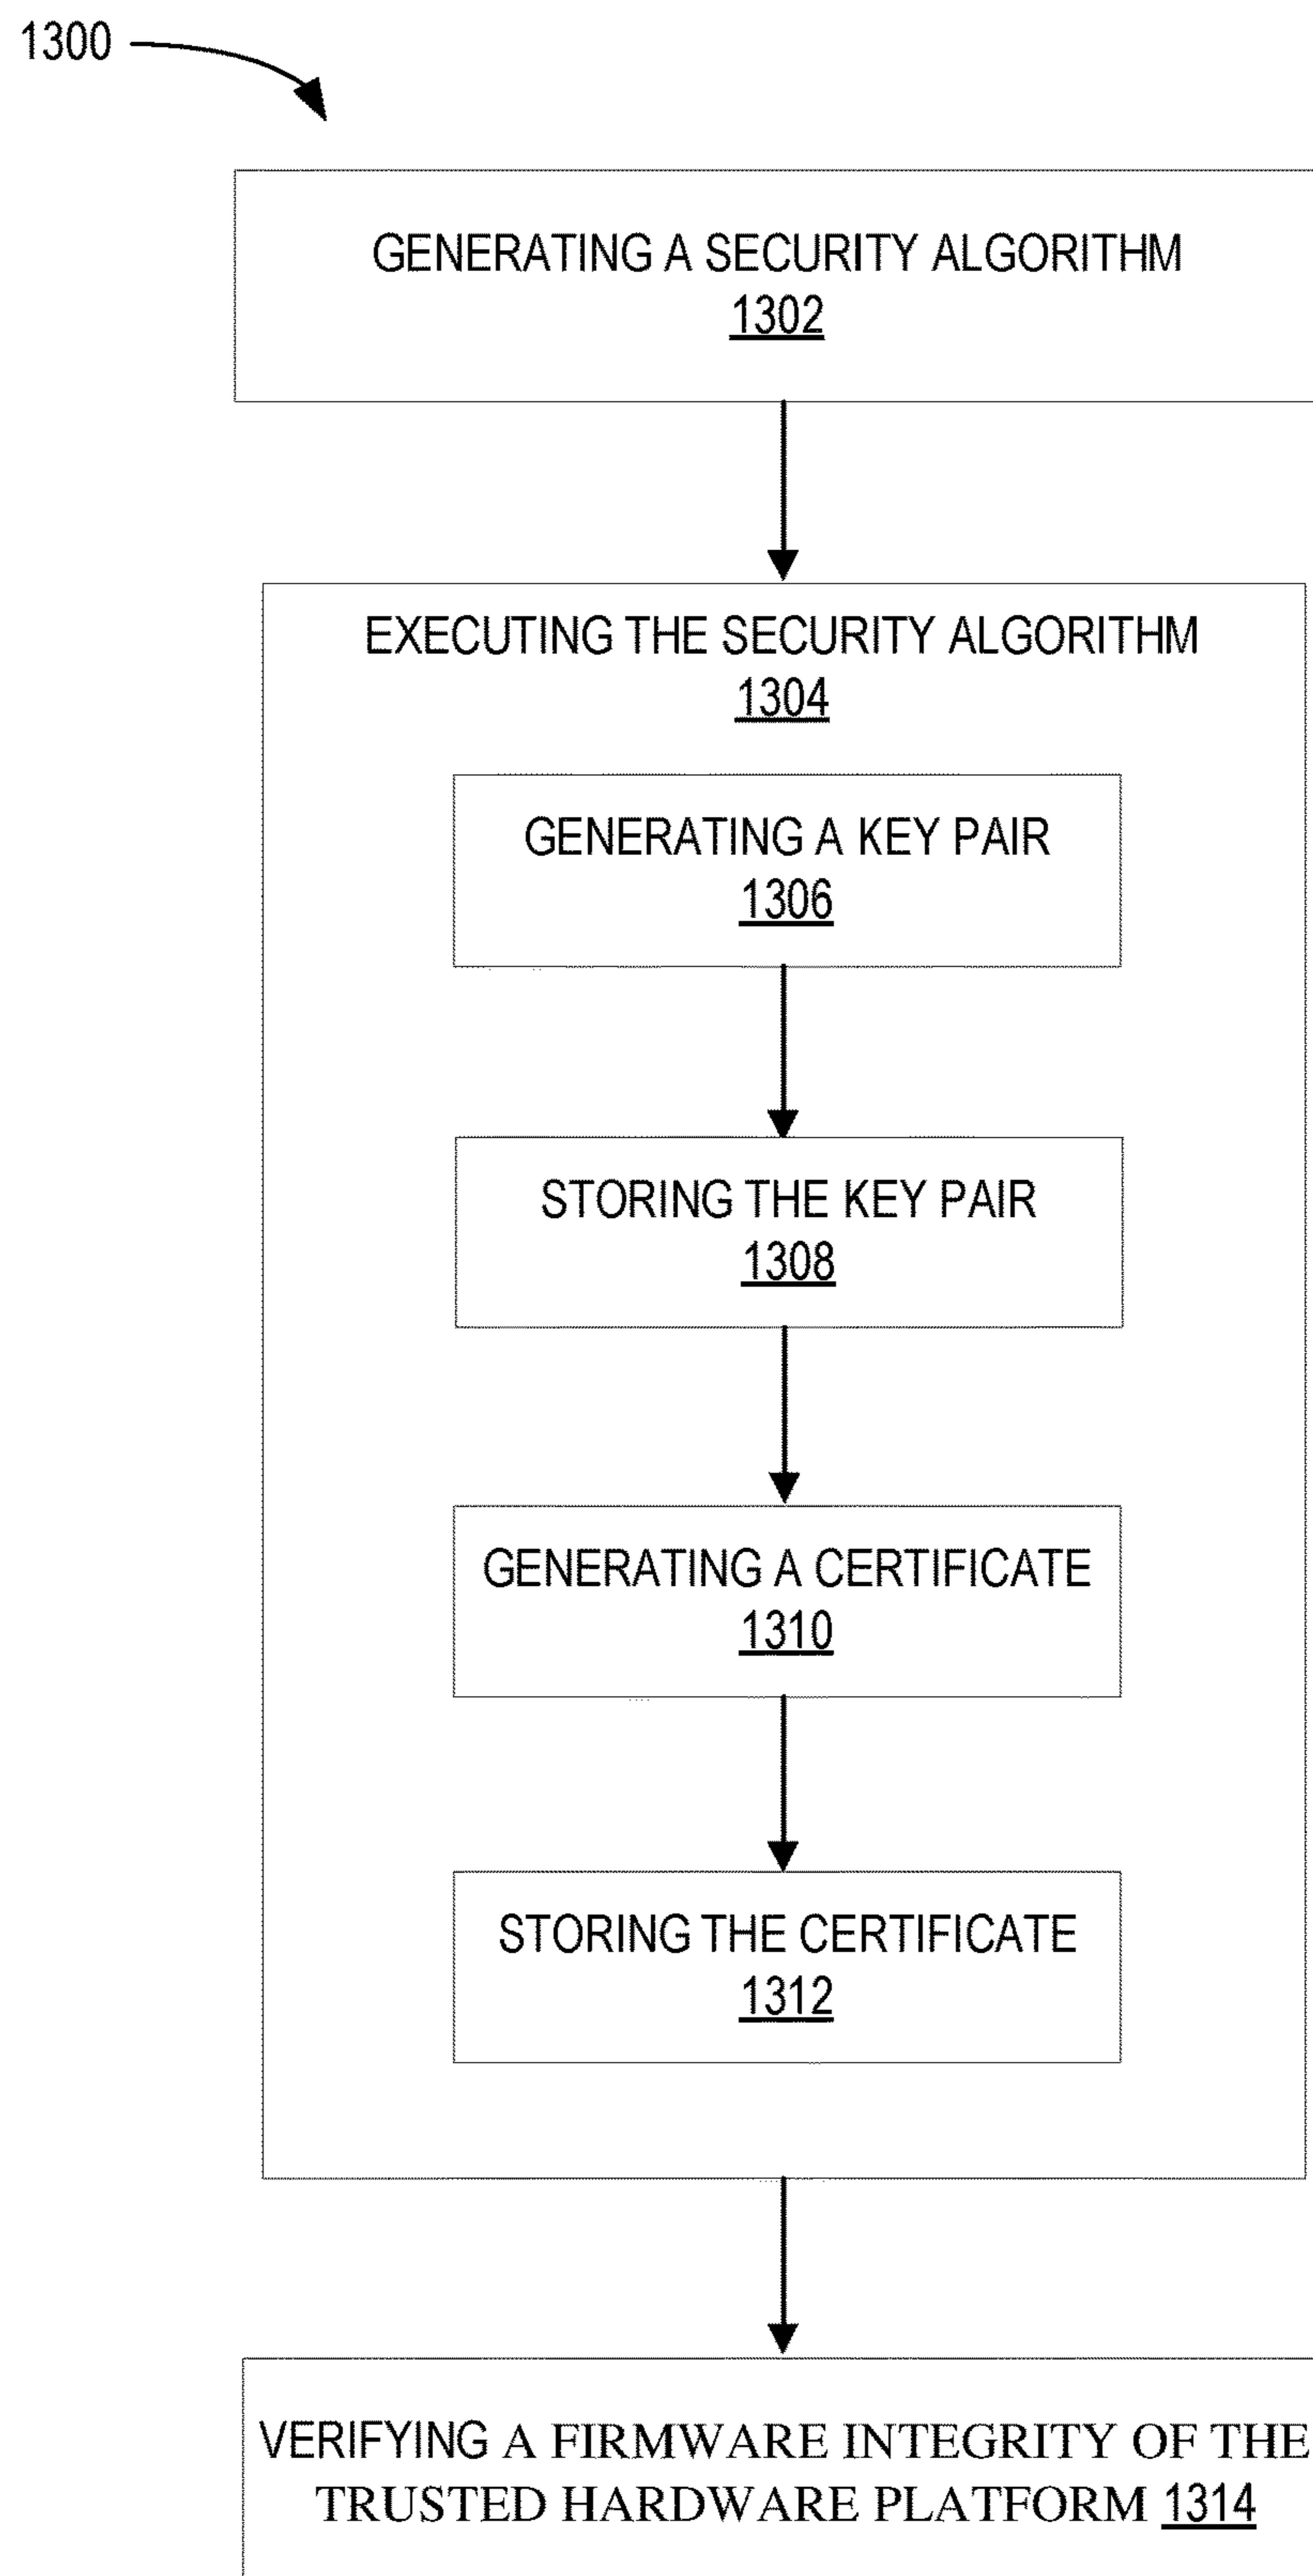 1300
GENERATING A SECURITY ALGORITHM
1302
EXECUTING THE SECURITY ALGORITHM
1304
GENERATING A KEY PAIR
1306
STORING THE KEY PAIR
1308
GENERATING A CERTIFICATE
1310
STORING THE CERTIFICATE
1312
VERIFYING A FIRMWARE INTEGRITY OF THE
TRUSTED HARDWARE PLATFORM 1314